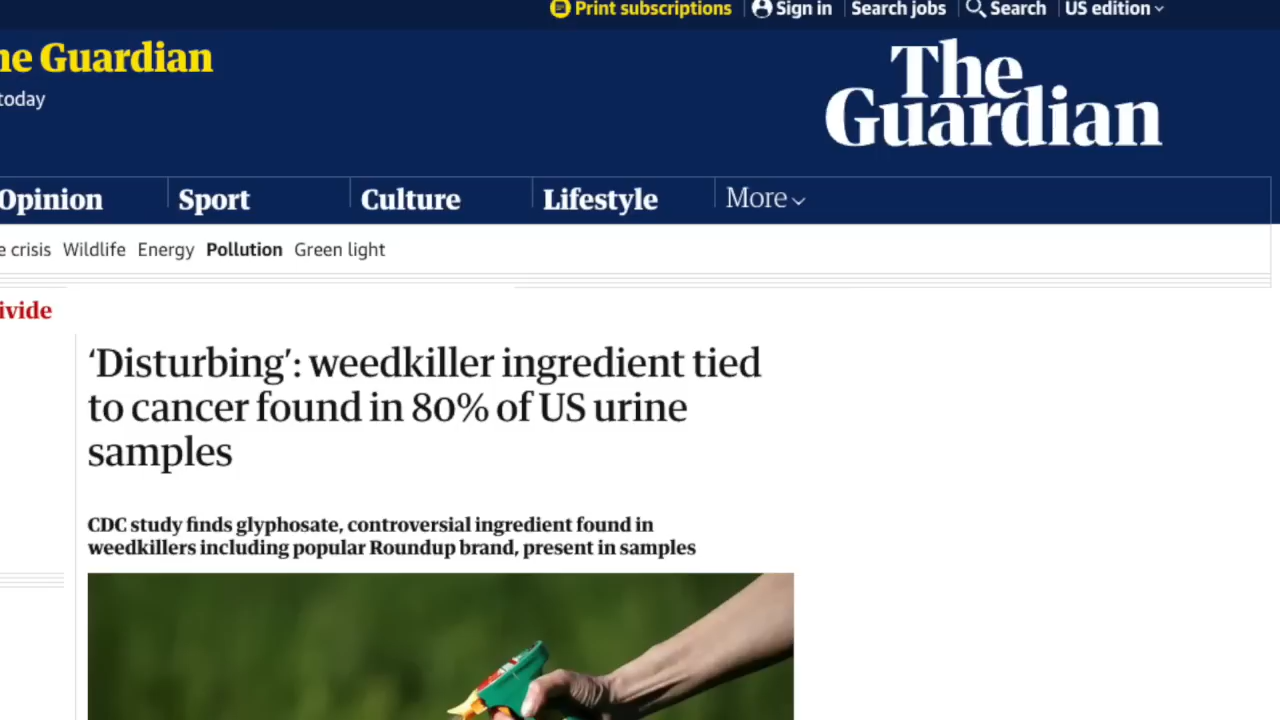 Print subscriptions Sign in Search jobs Search US edition
he Guardian
today
The
Guardian
Opinion Sport Culture Lifestyle More
e crisis Wildlife Energy Pollution Green light
ivide
‘Disturbing’: weedkiller ingredient tied
to cancer found in 80% of US urine
samples
CDC study finds glyphosate, controversial ingredient found in
weedkillers including popular Roundup brand, present in samples